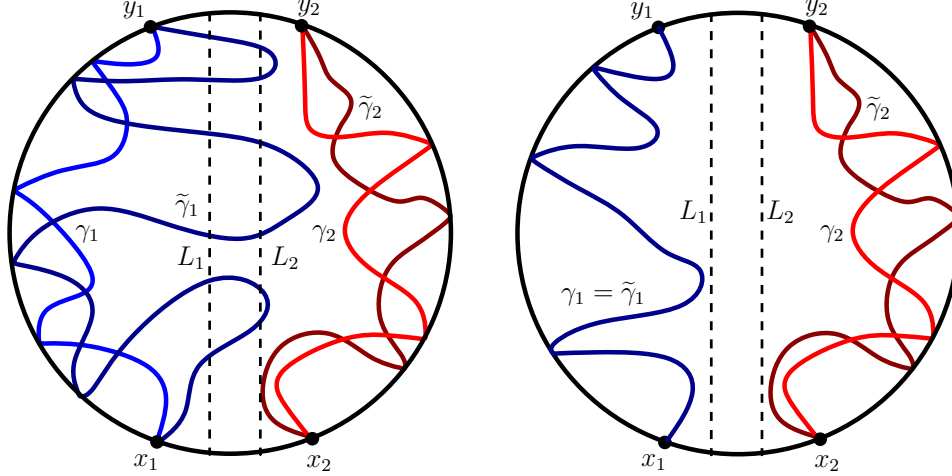 y₁ y₂ y₁ y₂
γ̃₂ γ̃₂
γ̃₁ L₁ L₂
γ₁ γ₂ γ₂
L₁ L₂
γ₁ = γ̃₁
x₁ x₂ x₁ x₂